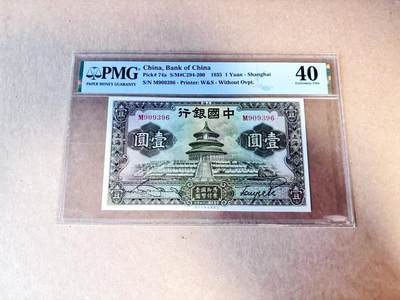 PMG
PAPER MONEY GUARANTY
China, Bank of China
Pick# 74a S/M#C294-200 1935 1 Yuan - Shanghai
S/N M909396 - Printer: W&S - Without Ovpt.
40
Extremely Fine
行銀國中
M909396
M909396
圓
壹
圓
壹